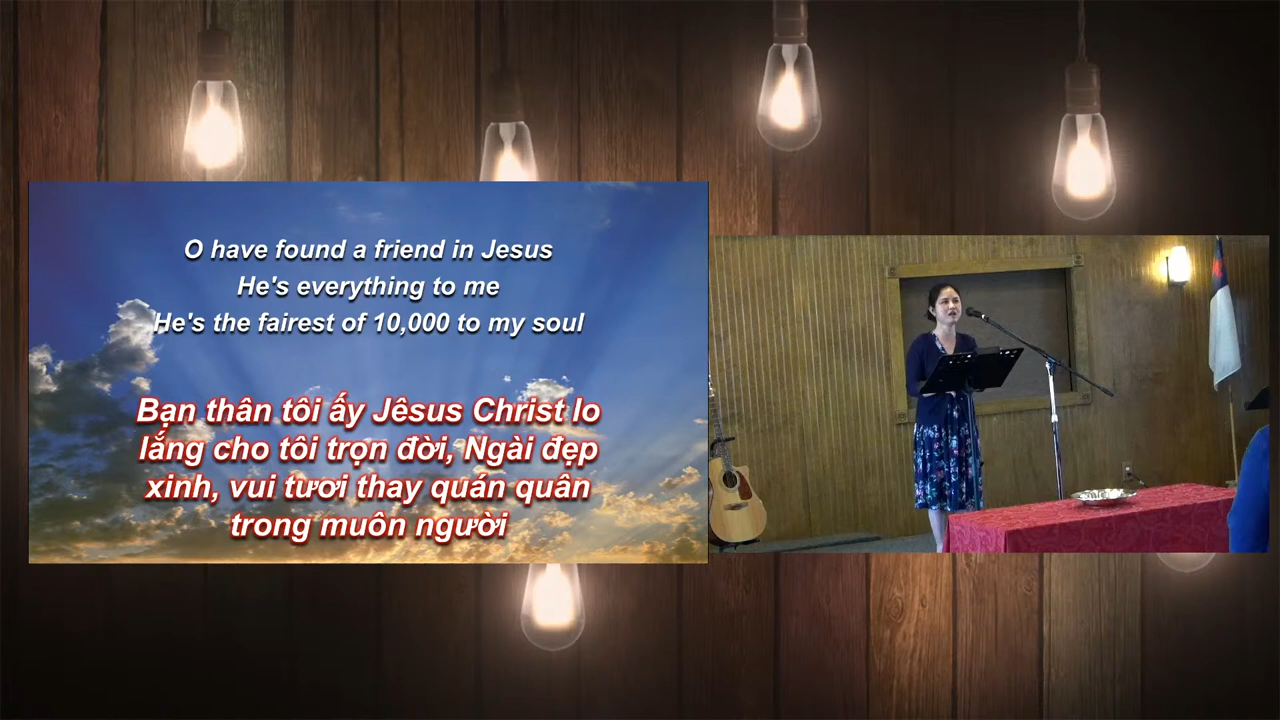 O have found a friend in Jesus
He's everything to me
He's the fairest of 10,000 to my soul
Bạn thân tôi ấy Jêsus Christ lo
lắng cho tôi trọn đời, Ngài đẹp
xinh, vui tươi thay quán quân
trong muôn người